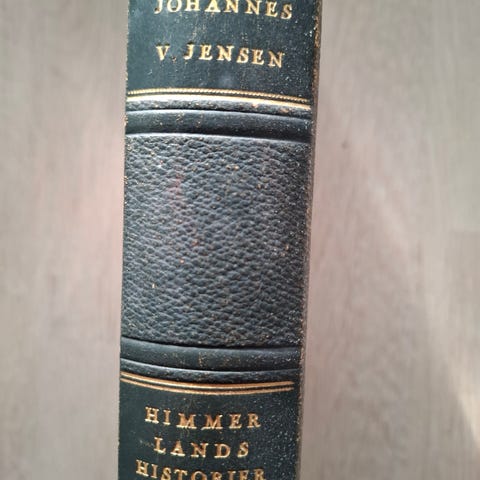 JOHANNES
V. JENSEN
HIMMER
LANDS
HISTORIER